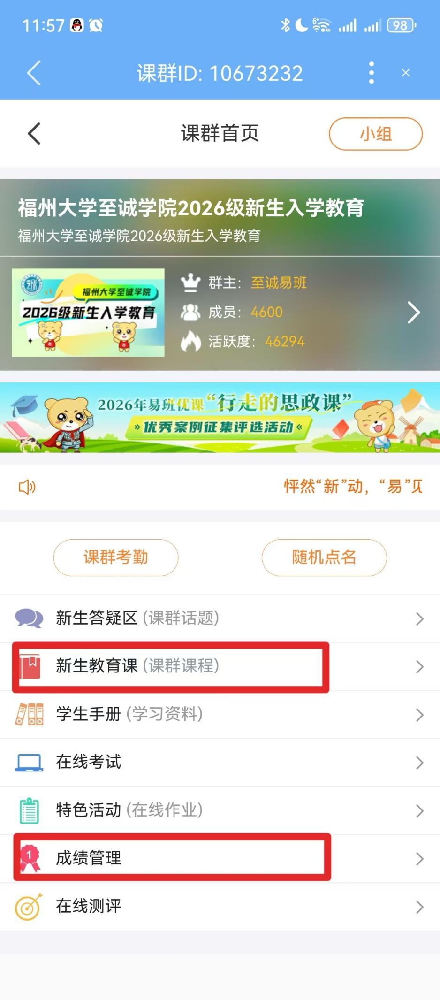 11:57
98
课群ID: 10673232
课群首页
小组
福州大学至诚学院2026级新生入学教育
福州大学至诚学院2026级新生入学教育
福州大学至诚学院
2026级新生入学教育
群主: 至诚易班
成员: 4600
活跃度: 46294
2026年易班优课“行走的思政课”
»优秀案例征集评选活动«
怦然“新”动，“易”见
课群考勤
随机点名
新生答疑区 (课群话题)
新生教育课 (课群课程)
学生手册 (学习资料)
在线考试
特色活动 (在线作业)
1
成绩管理
在线测评